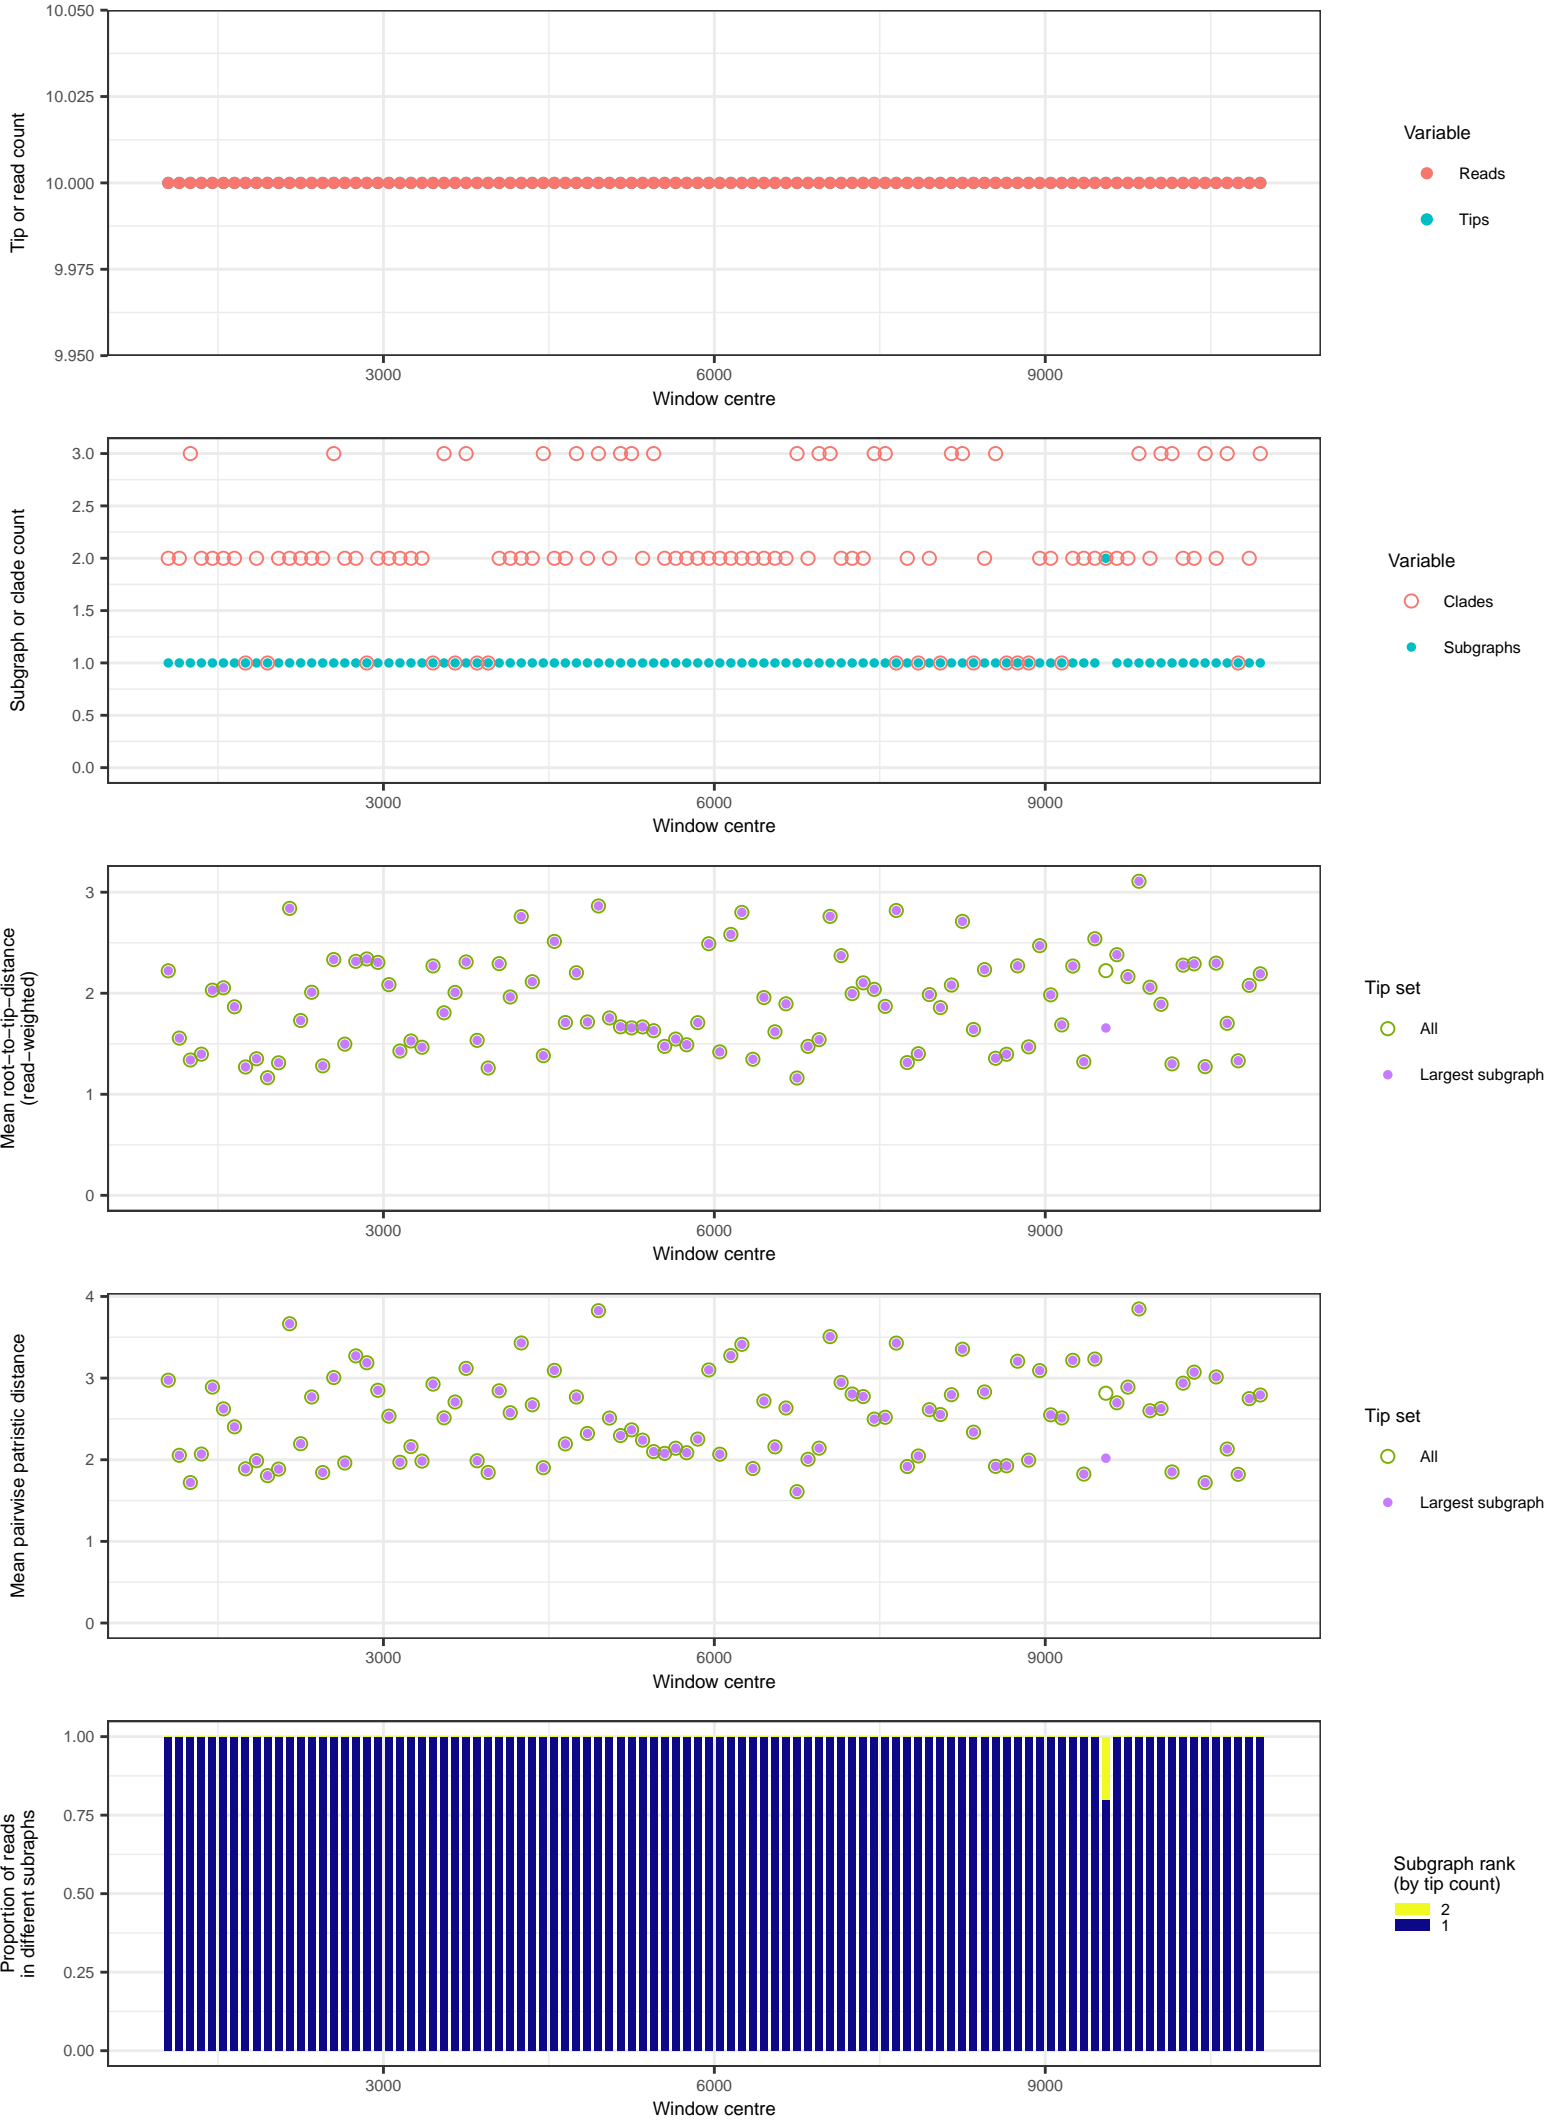 10.050
10.025
10.000
9.975
9.950
Tip or read count
3000 6000 9000
Window centre
Variable
Reads
Tips
3.0
2.5
2.0
1.5
1.0
0.5
0.0
Subgraph or clade count
3000 6000 9000
Window centre
Variable
Clades
Subgraphs
3
2
1
0
Mean root−to−tip−distance
(read−weighted)
3000 6000 9000
Window centre
Tip set
All
Largest subgraph
4
3
2
1
0
Mean pairwise patristic distance
3000 6000 9000
Window centre
Tip set
All
Largest subgraph
1.00
0.75
0.50
0.25
0.00
Proportion of reads
in different subraphs
3000 6000 9000
Window centre
Subgraph rank
(by tip count)
2
1